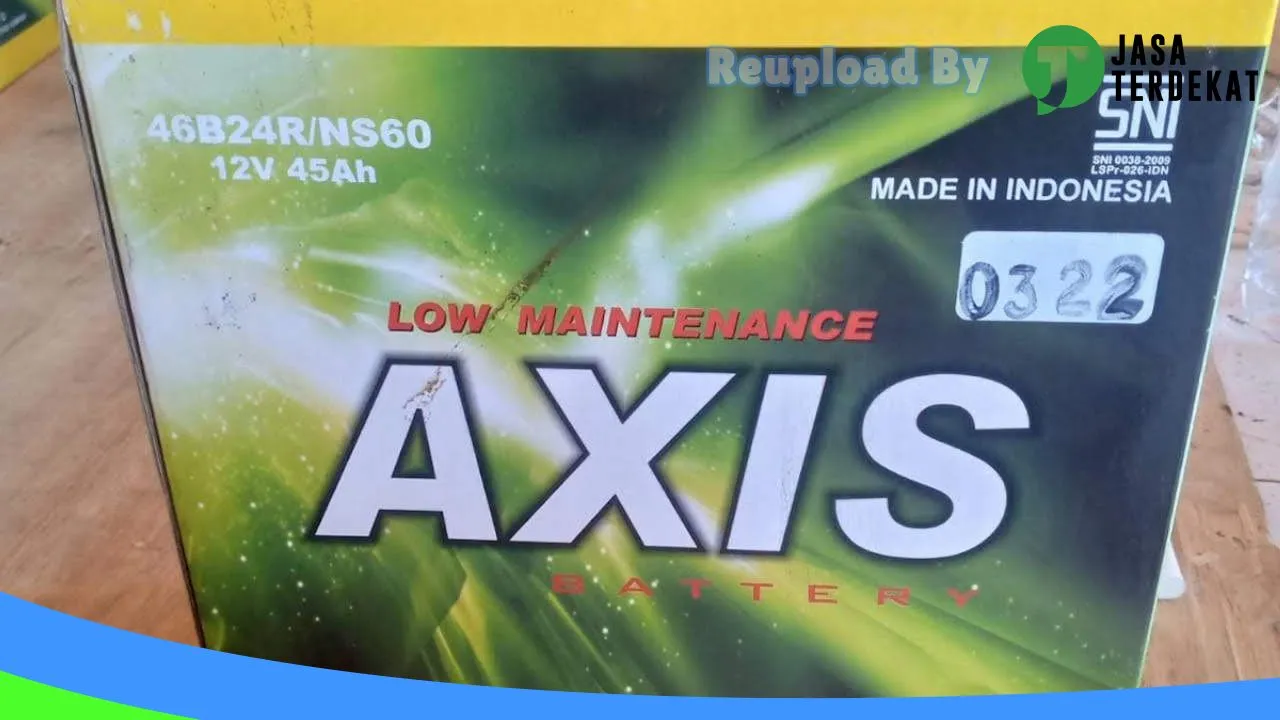 Reupload By
JASA
TERDEKAT
46B24R/NS60
12V 45Ah
SNI
SNI 0038-2009
LSPr-026-IDN
MADE IN INDONESIA
0322
LOW MAINTENANCE
AXIS
BATTERY